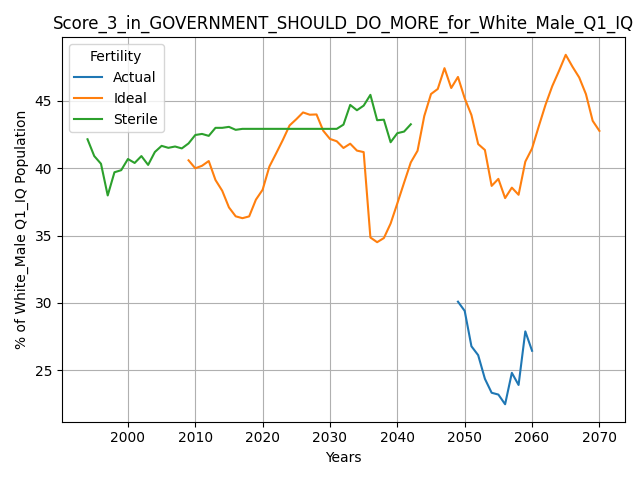 Score_3_in_GOVERNMENT_SHOULD_DO_MORE_for_White_Male_Q1_IQ
Fertility
Actual
Ideal
Sterile
% of White_Male Q1_IQ Population
45
40
35
30
25
2000
2010
2020
2030
2040
2050
2060
2070
Years